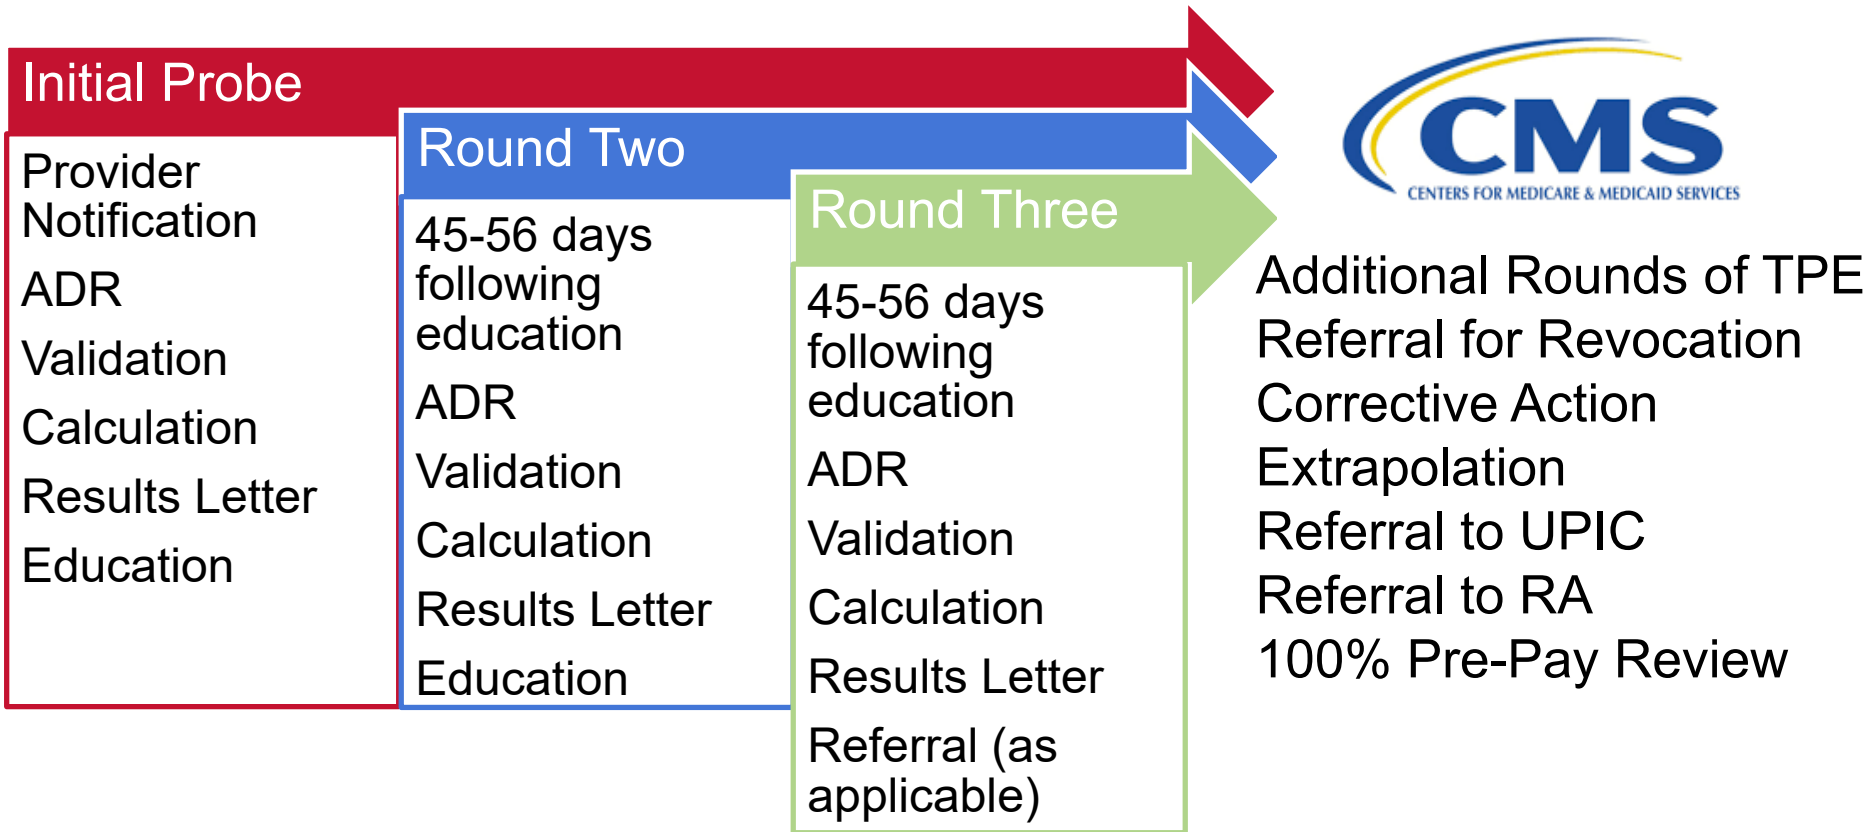 Initial Probe
Provider
Notification
ADR
Validation
Calculation
Results Letter
Education
Round Two
45-56 days
following
education
ADR
Validation
Calculation
Results Letter
Education
Round Three
45-56 days
following
education
ADR
Validation
Calculation
Results Letter
Referral (as
applicable)
CMS
CENTERS FOR MEDICARE & MEDICAID SERVICES
Additional Rounds of TPE
Referral for Revocation
Corrective Action
Extrapolation
Referral to UPIC
Referral to RA
100% Pre-Pay Review